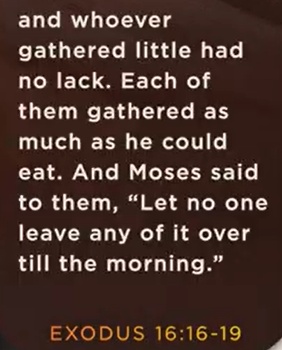 and whoever
gathered little had
no lack. Each of
them gathered as
much as he could
eat. And Moses said
to them, “Let no one
leave any of it over
till the morning.”
EXODUS 16:16-19